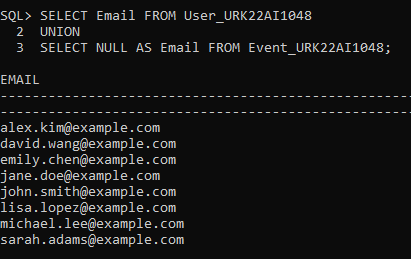 SQL> SELECT Email FROM User_URK22AI1048
  2  UNION
  3  SELECT NULL AS Email FROM Event_URK22AI1048;
EMAIL
--------------------------------------------------
--------------------------------------------------
alex.kim@example.com
david.wang@example.com
emily.chen@example.com
jane.doe@example.com
john.smith@example.com
lisa.lopez@example.com
michael.lee@example.com
sarah.adams@example.com